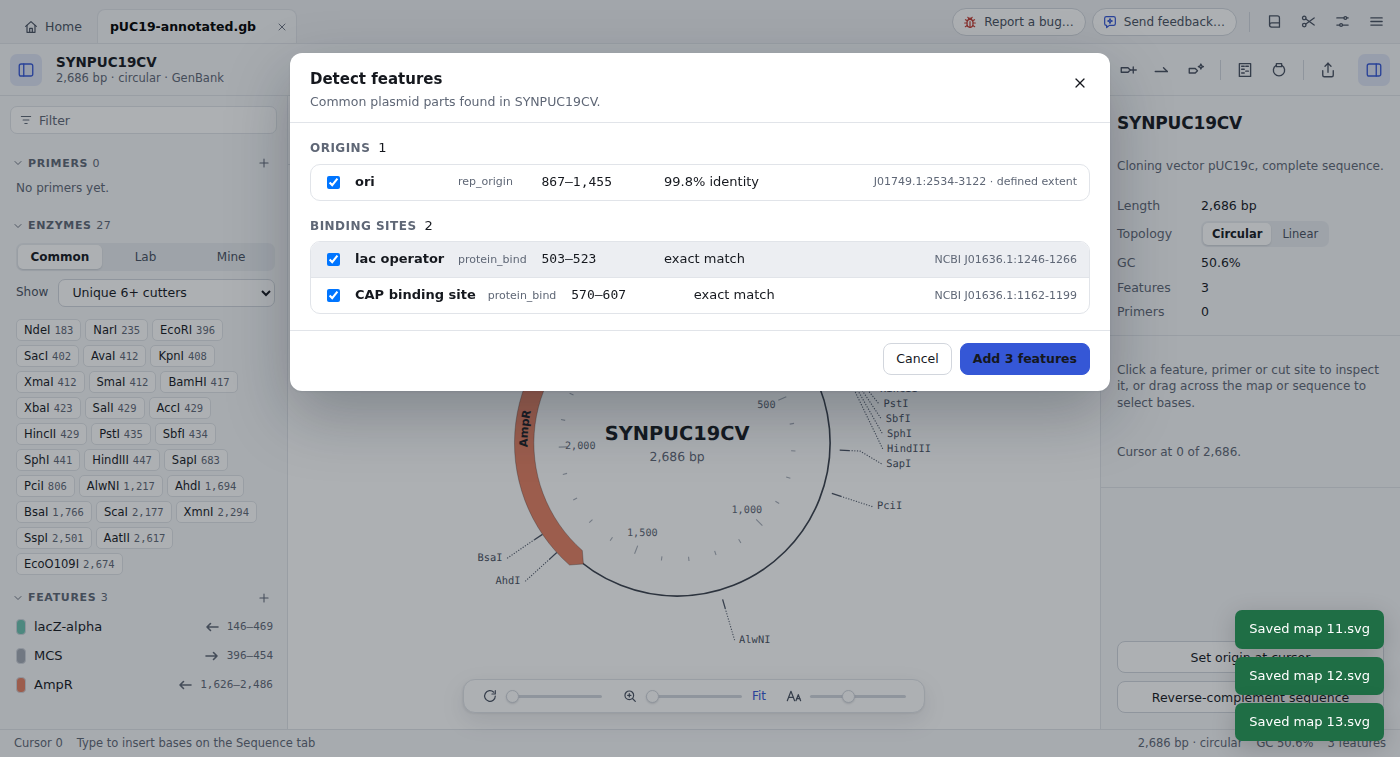 Home
pUC19-annotated.gb
Report a bug…
Send feedback…
SYNPUC19CV
2,686 bp · circular · GenBank
Filter
PRIMERS 0
No primers yet.
ENZYMES 27
Common Lab Mine
Show Unique 6+ cutters
NdeI 183 NarI 235 EcoRI 396
SacI 402 AvaI 412 KpnI 408
XmaI 412 SmaI 412 BamHI 417
XbaI 423 SalI 429 AccI 429
HincII 429 PstI 435 SbfI 434
SphI 441 HindIII 447 SapI 683
PciI 806 AlwNI 1,217 AhdI 1,694
BsaI 1,766 ScaI 2,177 XmnI 2,294
SspI 2,501 AatII 2,617
EcoO109I 2,674
FEATURES 3
lacZ-alpha 146–469
MCS 396–454
AmpR 1,626–2,486
Detect features
Common plasmid parts found in SYNPUC19CV.
ORIGINS 1
ori rep_origin 867–1,455 99.8% identity J01749.1:2534-3122 · defined extent
BINDING SITES 2
lac operator protein_bind 503–523 exact match NCBI J01636.1:1246-1266
CAP binding site protein_bind 570–607 exact match NCBI J01636.1:1162-1199
Cancel
Add 3 features
AmpR
500
2,000
SYNPUC19CV
2,686 bp
1,000
1,500
PstI
SbfI
SphI
HindIII
SapI
PciI
BsaI
AhdI
AlwNI
Fit
SYNPUC19CV
Cloning vector pUC19c, complete sequence.
Length 2,686 bp
Topology Circular Linear
GC 50.6%
Features 3
Primers 0
Click a feature, primer or cut site to inspect
it, or drag across the map or sequence to
select bases.
Cursor at 0 of 2,686.
Set origin at cursor
Reverse-complement sequence
Saved map 11.svg
Saved map 12.svg
Saved map 13.svg
Cursor 0 Type to insert bases on the Sequence tab
2,686 bp · circular GC 50.6% 3 features